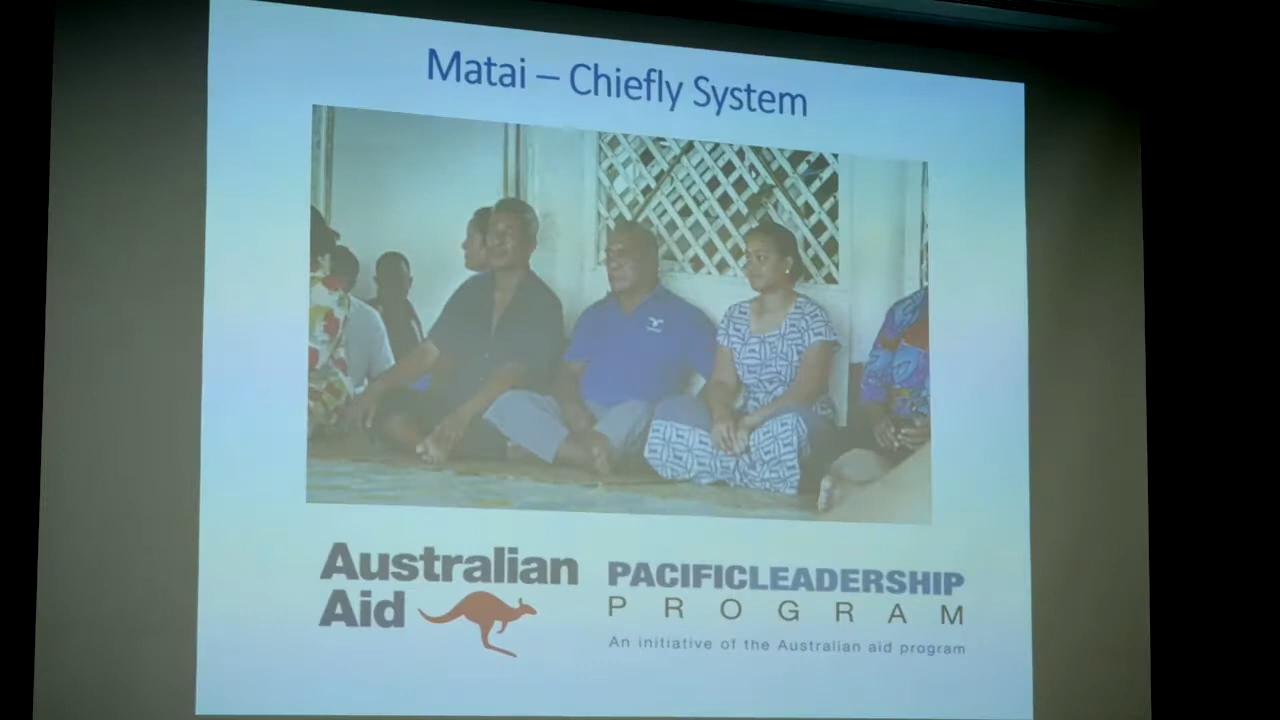 Matai – Chiefly System
Australian
Aid
PACIFICLEADERSHIP
PROGRAM
An initiative of the Australian aid program